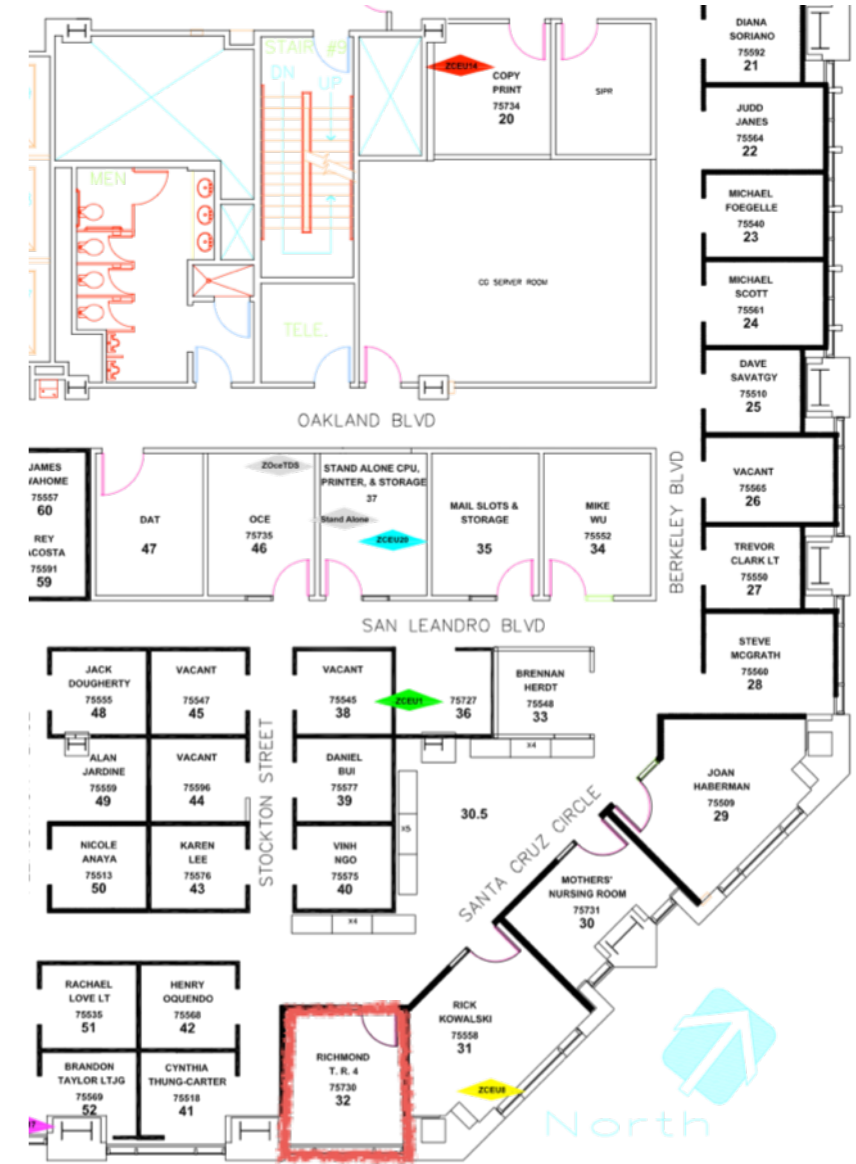 STAIR #9
DN
UP
ZCEU14
COPY
PRINT
75734
20
SIPR
DIANA
SORIANO
75592
21
JUDD
JANES
75564
22
MEN
MICHAEL
FOEGELLE
75540
23
CG SERVER ROOM
MICHAEL
SCOTT
75561
24
TELE.
DAVE
SAVATGY
75510
25
OAKLAND BLVD
BERKELEY BLVD
JAMES
WAHOME
75557
60
REY
ACOSTA
75591
59
DAT
47
ZOceTDS
OCE
75735
46
STAND ALONE CPU,
PRINTER, & STORAGE
37
Stand Alone
ZCEU20
MAIL SLOTS &
STORAGE
35
MIKE
WU
75552
34
VACANT
75565
26
TREVOR
CLARK LT
75550
27
SAN LEANDRO BLVD
STEVE
MCGRATH
75560
28
JACK
DOUGHERTY
75555
48
VACANT
75547
45
VACANT
75545
38
ZCEU1
75727
36
BRENNAN
HERDT
75548
33
X4
ALAN
JARDINE
75559
49
VACANT
75596
44
STOCKTON STREET
DANIEL
BUI
75577
39
X5
30.5
SANTA CRUZ CIRCLE
JOAN
HABERMAN
75509
29
NICOLE
ANAYA
75513
50
KAREN
LEE
75576
43
VINH
NGO
75575
40
X4
MOTHERS'
NURSING ROOM
75731
30
RACHAEL
LOVE LT
75535
51
HENRY
OQUENDO
75568
42
RICK
KOWALSKI
75558
31
BRANDON
TAYLOR LTJG
75569
52
CYNTHIA
THUNG-CARTER
75518
41
RICHMOND
T. R. 4
75730
32
ZCEU8
North